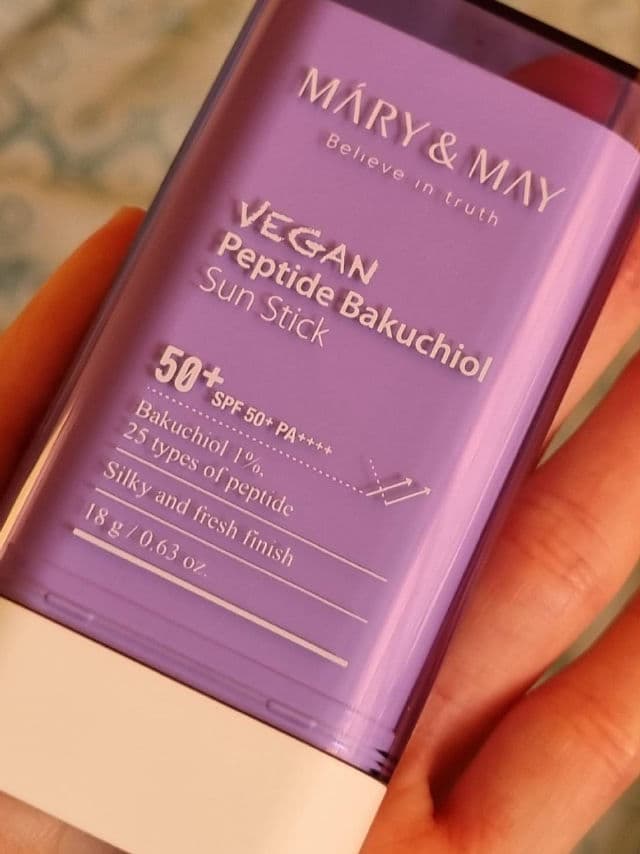 MÁRY & MAY
Believe in truth
VEGAN
Peptide Bakuchiol
Sun Stick
50+
SPF 50+ PA++++
Bakuchiol 1%,
25 types of peptide
Silky and fresh finish
18 g / 0.63 oz.